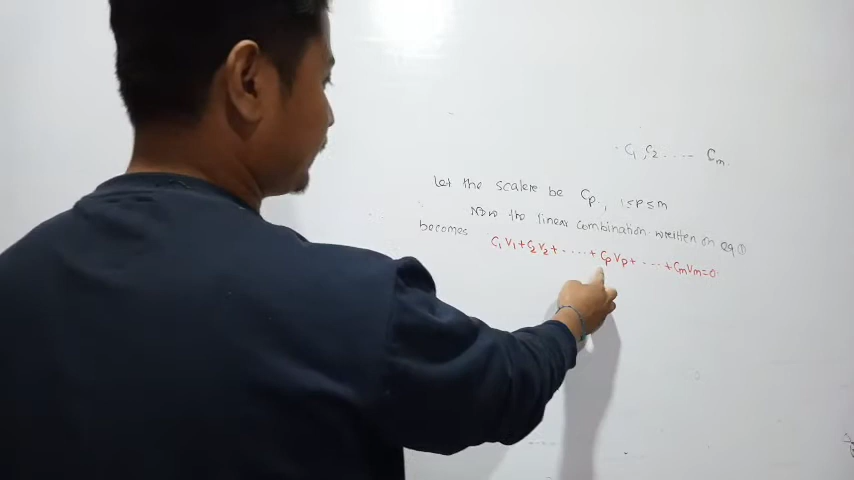 C₁, C₂ ..... Cₘ.
Let the scalere be Cₚ, 1≤p≤m
Now the linear combination written on eq ①
becomes C₁V₁+C₂V₂+.....+CₚVₚ+.....+CₘVₘ=0